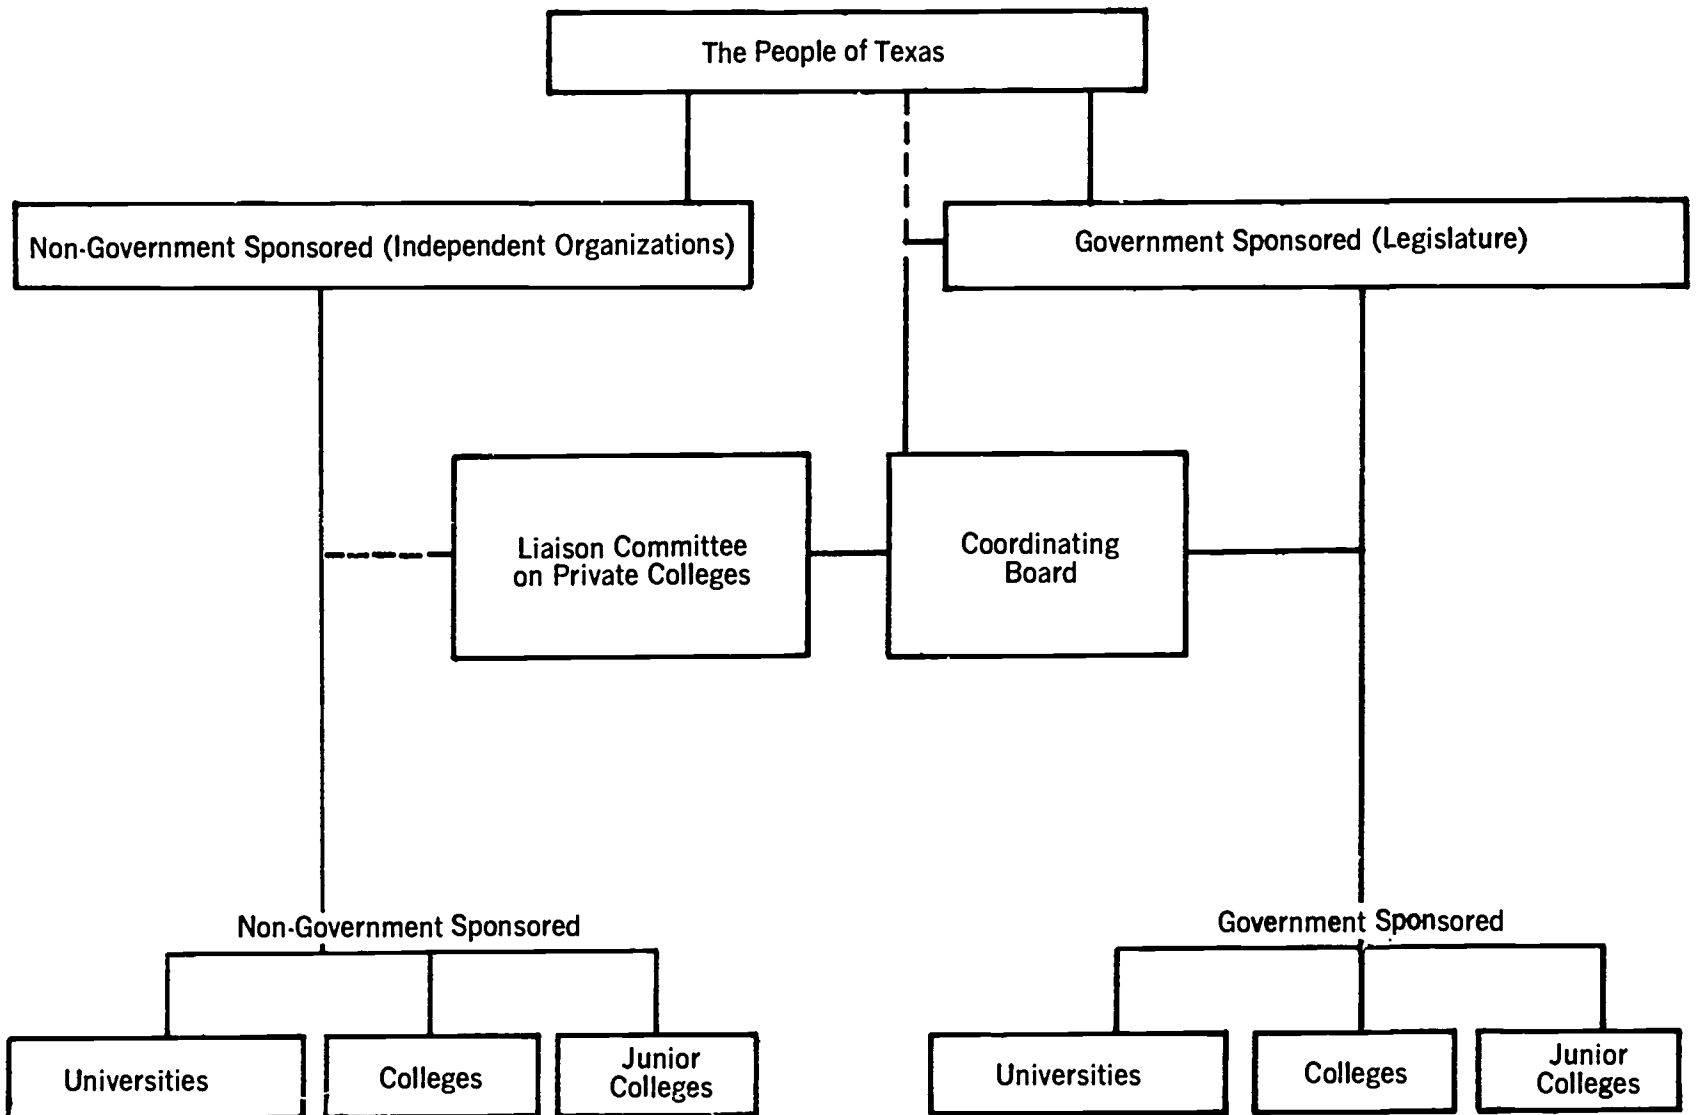 The People of Texas
Non-Government Sponsored (Independent Organizations)
Government Sponsored (Legislature)
Liaison Committee
on Private Colleges
Coordinating
Board
Non-Government Sponsored
Government Sponsored
Universities
Colleges
Junior
Colleges
Universities
Colleges
Junior
Colleges